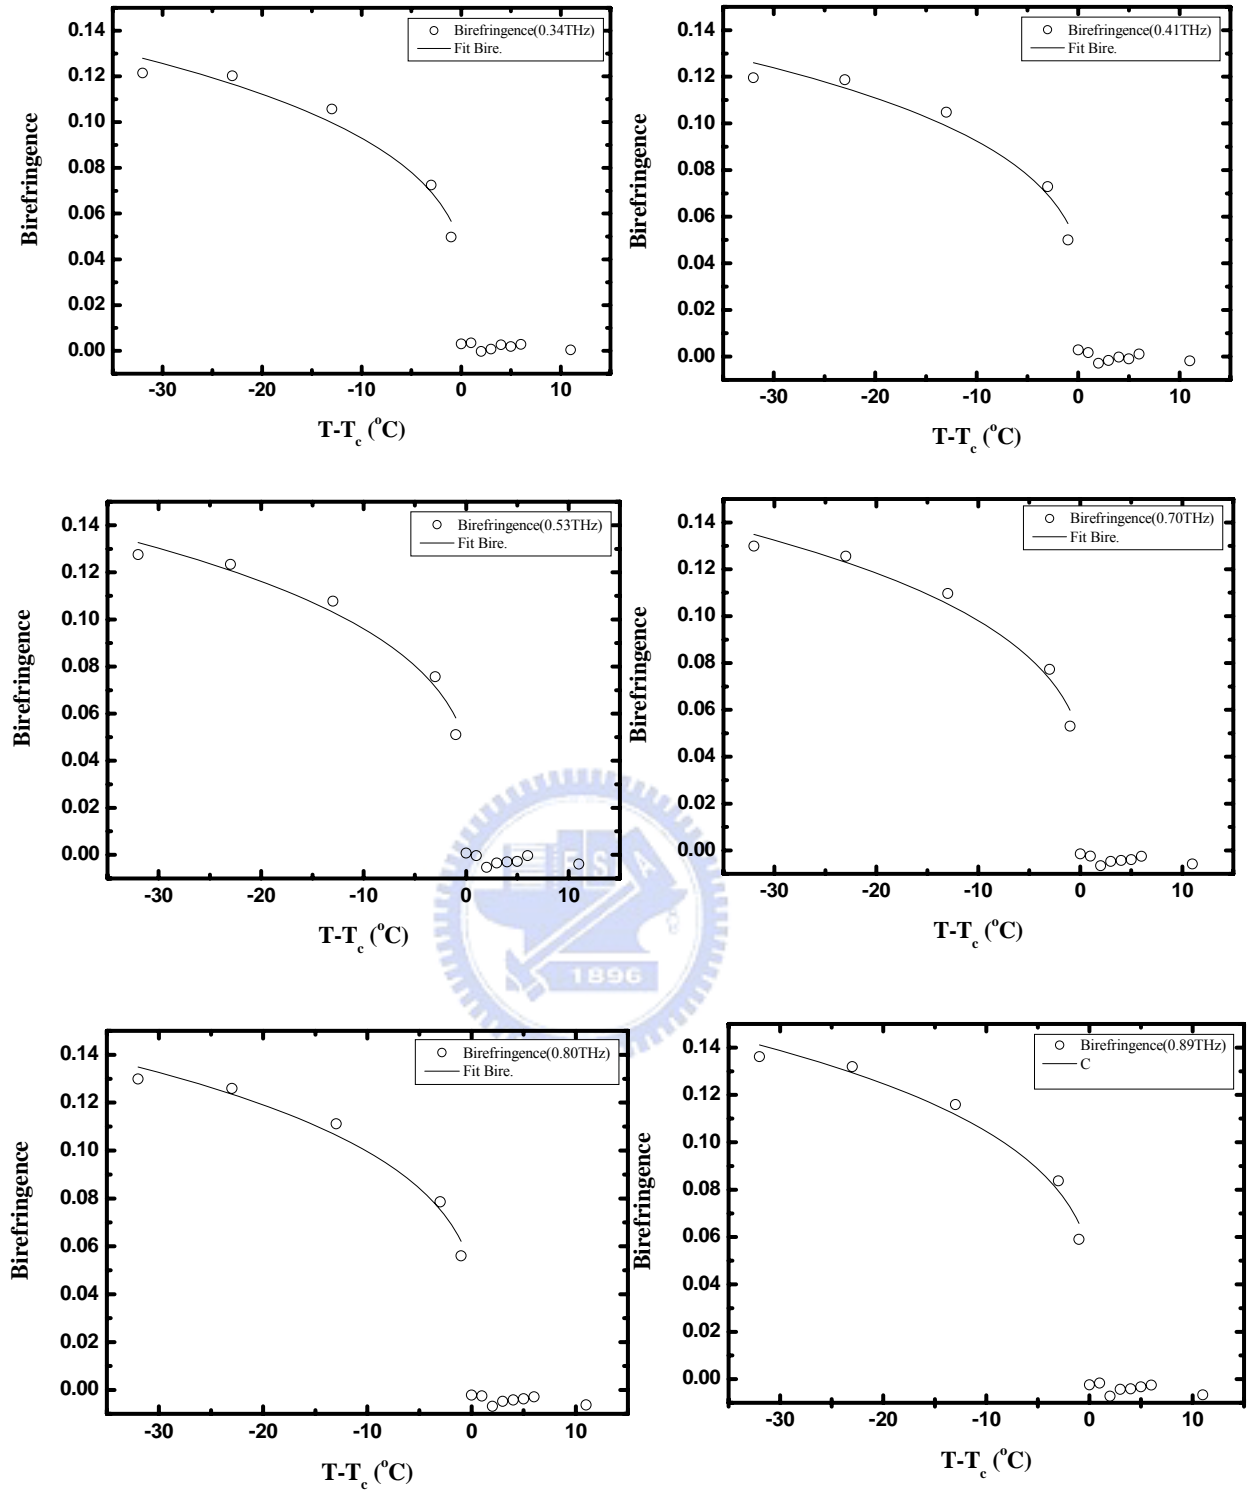 Birefringence(0.34THz)
Fit Bire.
0.14
0.12
0.10
0.08
0.06
0.04
0.02
0.00
Birefringence
-30 -20 -10 0 10
T-Tc (°C)
Birefringence(0.41THz)
Fit Bire.
0.14
0.12
0.10
0.08
0.06
0.04
0.02
0.00
Birefringence
-30 -20 -10 0 10
T-Tc (°C)
Birefringence(0.53THz)
Fit Bire.
0.14
0.12
0.10
0.08
0.06
0.04
0.02
0.00
Birefringence
-30 -20 -10 0 10
T-Tc (°C)
Birefringence(0.70THz)
Fit Bire.
0.14
0.12
0.10
0.08
0.06
0.04
0.02
0.00
Birefringence
-30 -20 -10 0 10
T-Tc (°C)
1896
Birefringence(0.80THz)
Fit Bire.
0.14
0.12
0.10
0.08
0.06
0.04
0.02
0.00
Birefringence
-30 -20 -10 0 10
T-Tc (°C)
Birefringence(0.89THz)
C
0.14
0.12
0.10
0.08
0.06
0.04
0.02
0.00
Birefringence
-30 -20 -10 0 10
T-Tc (°C)